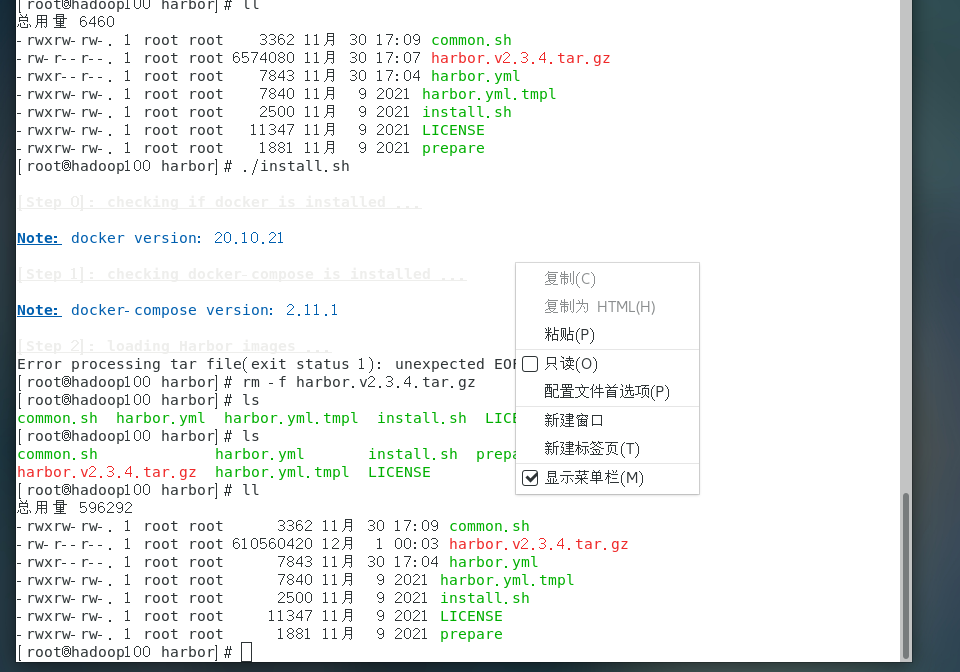 [root@hadoop100 harbor]# ll
总用量 6460
-rwxrw-rw-. 1 root root    3362 11月  30 17:09 common.sh
-rw-r--r--. 1 root root 6574080 11月  30 17:07 harbor.v2.3.4.tar.gz
-rwxr--r--. 1 root root    7843 11月  30 17:04 harbor.yml
-rwxrw-rw-. 1 root root    7840 11月   9 2021 harbor.yml.tmpl
-rwxrw-rw-. 1 root root    2500 11月   9 2021 install.sh
-rwxrw-rw-. 1 root root   11347 11月   9 2021 LICENSE
-rwxrw-rw-. 1 root root    1881 11月   9 2021 prepare
[root@hadoop100 harbor]# ./install.sh
[Step 0]: checking if docker is installed ...
Note: docker version: 20.10.21
[Step 1]: checking docker-compose is installed ...
Note: docker-compose version: 2.11.1
[Step 2]: loading Harbor images ...
Error processing tar file(exit status 1): unexpected EOF
[root@hadoop100 harbor]# rm -f harbor.v2.3.4.tar.gz
[root@hadoop100 harbor]# ls
common.sh  harbor.yml  harbor.yml.tmpl  install.sh  LICE
[root@hadoop100 harbor]# ls
common.sh             harbor.yml       install.sh  prepa
harbor.v2.3.4.tar.gz  harbor.yml.tmpl  LICENSE
[root@hadoop100 harbor]# ll
总用量 596292
-rwxrw-rw-. 1 root root      3362 11月  30 17:09 common.sh
-rw-r--r--. 1 root root 610560420 12月   1 00:03 harbor.v2.3.4.tar.gz
-rwxr--r--. 1 root root      7843 11月  30 17:04 harbor.yml
-rwxrw-rw-. 1 root root      7840 11月   9 2021 harbor.yml.tmpl
-rwxrw-rw-. 1 root root      2500 11月   9 2021 install.sh
-rwxrw-rw-. 1 root root     11347 11月   9 2021 LICENSE
-rwxrw-rw-. 1 root root      1881 11月   9 2021 prepare
[root@hadoop100 harbor]#
复制(C)
复制为 HTML(H)
粘贴(P)
只读(O)
配置文件首选项(P)
新建窗口
新建标签页(T)
显示菜单栏(M)